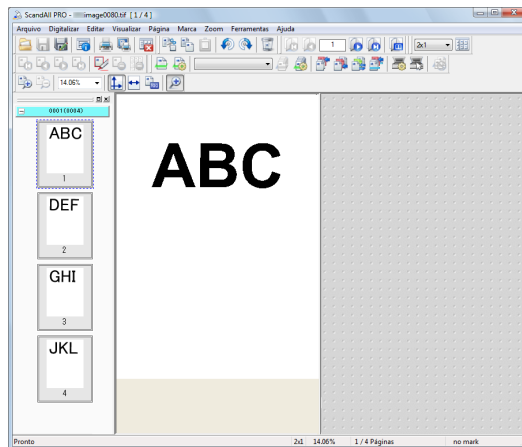 ScandAll PRO - image0080.tif [ 1 / 4 ]
Arquivo Digitalizar Editar Visualizar Página Marca Zoom Ferramentas Ajuda
1
2x1
14.06%
0001(0004)
ABC
1
DEF
2
GHI
3
JKL
4
ABC
Pronto
2x1 14.06% 1 / 4 Páginas no mark